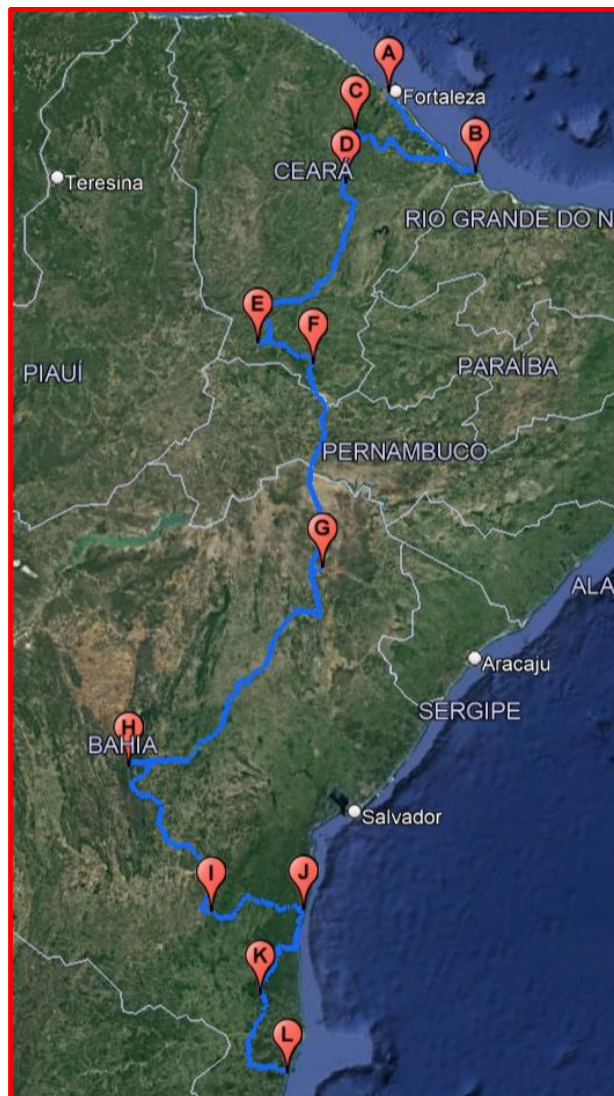 A
Fortaleza
C
B
D
CEARÁ
Teresina
RIO GRANDE DO N
E
F
PIAUÍ
PARAÍBA
PERNAMBUCO
G
ALA
Aracaju
SERGIPE
H
BAHIA
Salvador
I
J
K
L